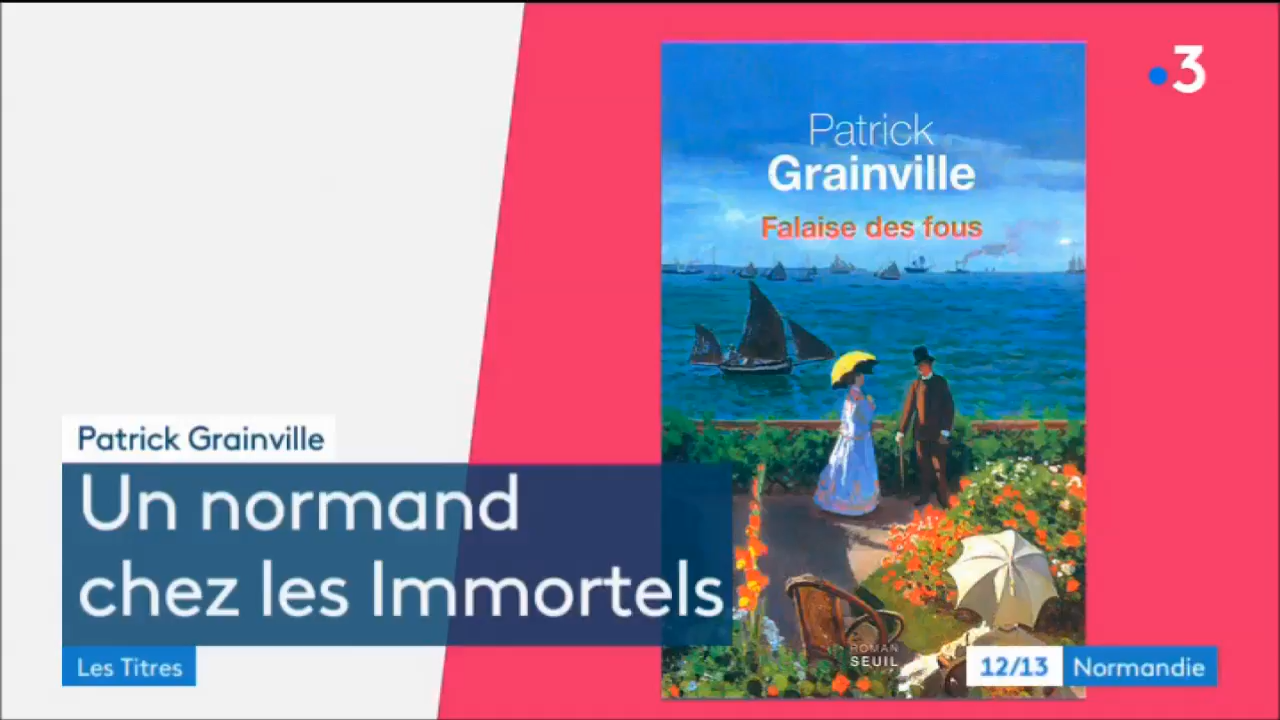 3
Patrick
Grainville
Falaise des fous
Patrick Grainville
Un normand
chez les Immortels
ROMAN
SEUIL
Les Titres
12/13 Normandie